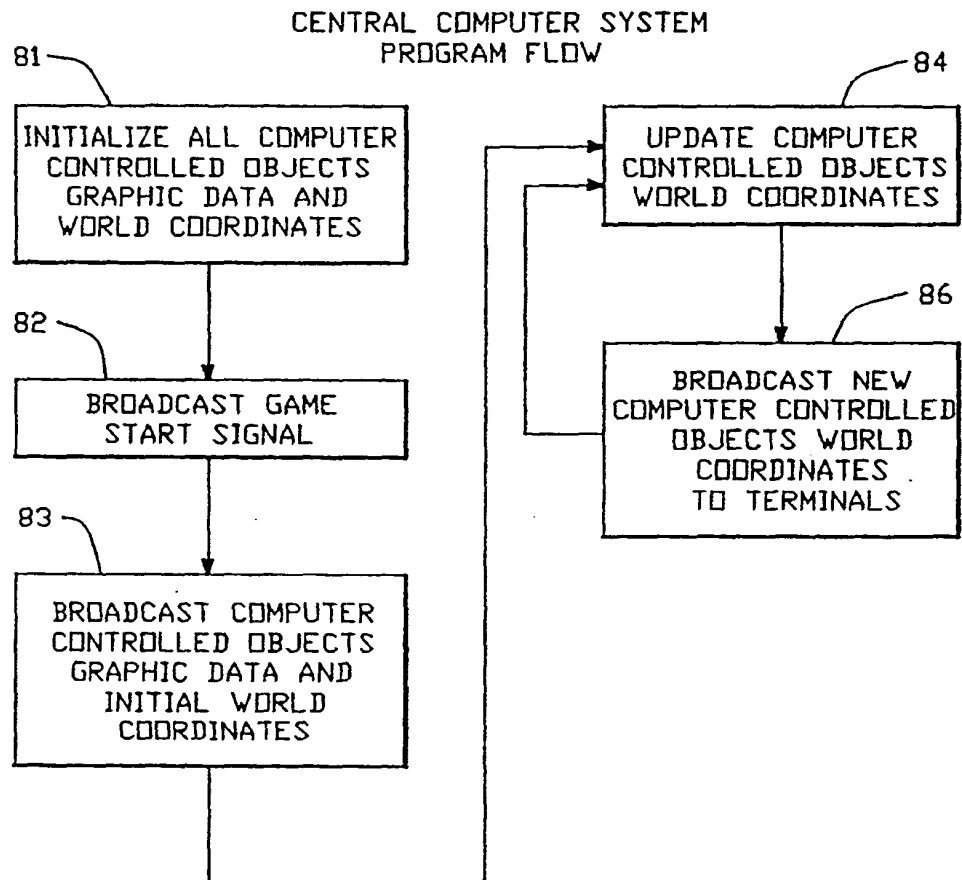 CENTRAL COMPUTER SYSTEM
PROGRAM FLOW
81
INITIALIZE ALL COMPUTER
CONTROLLED OBJECTS
GRAPHIC DATA AND
WORLD COORDINATES
82
BROADCAST GAME
START SIGNAL
83
BROADCAST COMPUTER
CONTROLLED OBJECTS
GRAPHIC DATA AND
INITIAL WORLD
COORDINATES
84
UPDATE COMPUTER
CONTROLLED OBJECTS
WORLD COORDINATES
86
BROADCAST NEW
COMPUTER CONTROLLED
OBJECTS WORLD
COORDINATES
TO TERMINALS